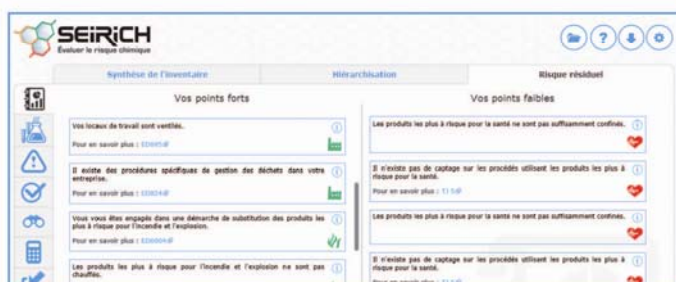 SEIRICH
Évaluer le risque chimique
Synthèse de l'inventaire
Hiérarchisation
Risque résiduel
Vos points forts
Vos locaux de travail sont ventilés.
Pour en savoir plus : ED695
Il existe des procédures spécifiques de gestion des déchets dans votre
entreprise.
Pour en savoir plus :
Vous vous êtes engagés dans une démarche de substitution des produits les
plus à risque pour l'incendie et l'explosion.
Pour en savoir plus :
Les produits les plus à risque pour l'incendie et l'explosion ne sont pas
chauffés.
Vos points faibles
Les produits les plus à risque pour la santé ne sont pas suffisamment confinés.
Il n'existe pas de captage sur les procédés utilisant les produits les plus à
risque pour la santé.
Pour en savoir plus :
Les produits les plus à risque pour la santé ne sont pas suffisamment confinés.
Il n'existe pas de captage sur les procédés utilisant les produits les plus à
risque pour la santé.